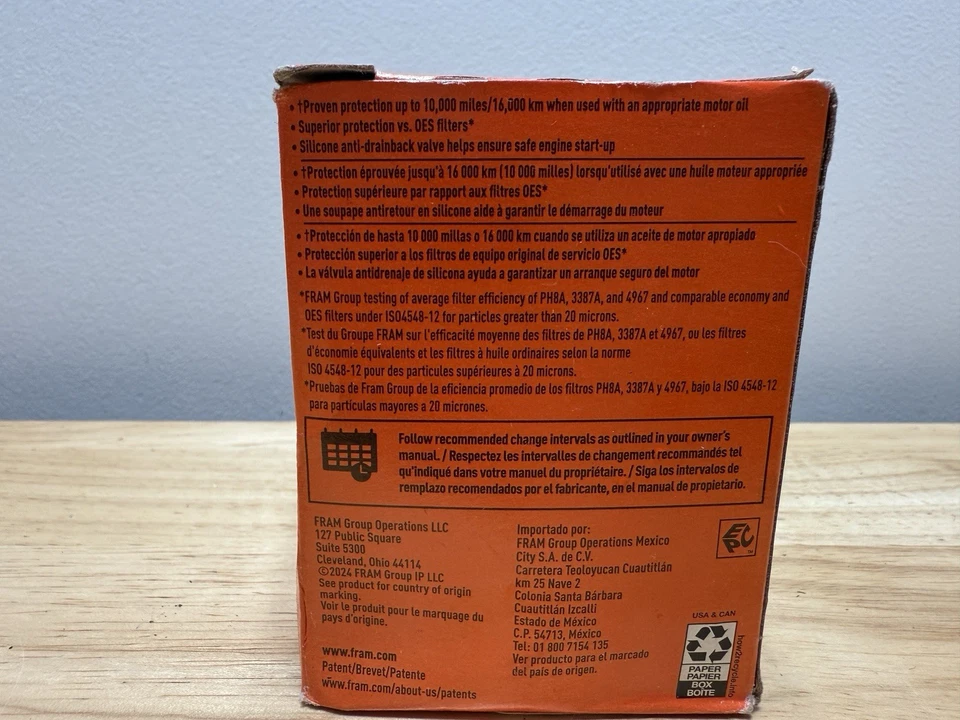 • †Proven protection up to 10,000 miles/16,000 km when used with an appropriate motor oil
• Superior protection vs. OES filters*
• Silicone anti-drainback valve helps ensure safe engine start-up
• †Protection éprouvée jusqu'à 16 000 km (10 000 milles) lorsqu'utilisé avec une huile moteur appropriée
• Protection supérieure par rapport aux filtres OES*
• Une soupape antiretour en silicone aide à garantir le démarrage du moteur
• †Protección de hasta 10 000 millas o 16 000 km cuando se utiliza un aceite de motor apropiado
• Protección superior a los filtros de equipo original de servicio OES*
• La válvula antidrenaje de silicona ayuda a garantizar un arranque seguro del motor
*FRAM Group testing of average filter efficiency of PH8A, 3387A, and 4967 and comparable economy and
OES filters under ISO4548-12 for particles greater than 20 microns.
*Test du Groupe FRAM sur l'efficacité moyenne des filtres de PH8A, 3387A et 4967, ou les filtres
d'économie équivalents et les filtres à huile ordinaires selon la norme
ISO 4548-12 pour des particules supérieures à 20 microns.
*Pruebas de Fram Group de la eficiencia promedio de los filtros PH8A, 3387A y 4967, bajo la ISO 4548-12
para partículas mayores a 20 micrones.
Follow recommended change intervals as outlined in your owner's
manual. / Respectez les intervalles de changement recommandés tel
qu'indiqué dans votre manuel du propriétaire. / Siga los intervalos de
remplazo recomendados por el fabricante, en el manual de propietario.
FRAM Group Operations LLC
127 Public Square
Suite 5300
Cleveland, Ohio 44114
©2024 FRAM Group IP LLC
See product for country of origin
marking.
Voir le produit pour le marquage du
pays d'origine.
www.fram.com
Patent/Brevet/Patente
www.fram.com/about-us/patents
Importado por:
FRAM Group Operations Mexico
City S.A. de C.V.
Carretera Teoloyucan Cuautitlán
km 25 Nave 2
Colonia Santa Bárbara
Cuautitlán Izcalli
Estado de México
C.P. 54713, México
Tel: 01 800 7154 135
Ver producto para el marcado
del país de origen.
EPC™
USA & CAN
how2recycle.info
PAPER
PAPIER
BOX
BOÎTE